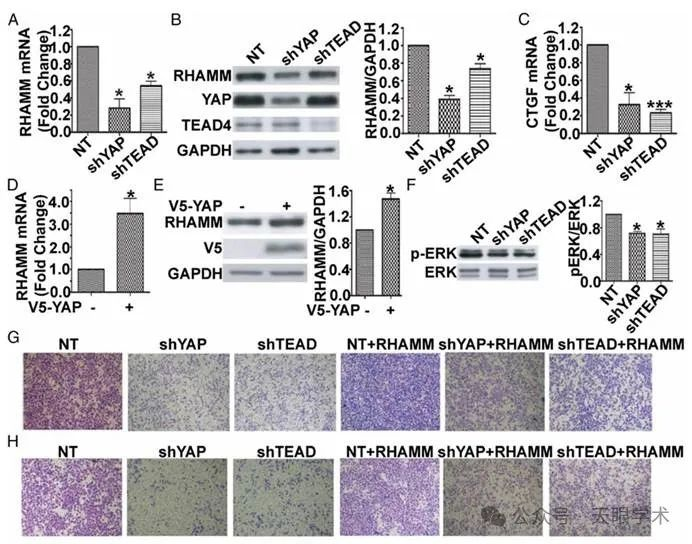 A
RHAMM mRNA
(Fold Change)
1.2
1.0
0.8
0.6
0.4
0.2
0.0
*
*
NT
shYAP
shTEAD
B
NT
shYAP
shTEAD
RHAMM
YAP
TEAD4
GAPDH
RHAMM/GAPDH
1.2
1.0
0.8
0.6
0.4
0.2
0.0
*
*
NT
shYAP
shTEAD
C
CTGF mRNA
(Fold Change)
1.2
1.0
0.8
0.6
0.4
0.2
0.0
*
***
NT
shYAP
shTEAD
D
RHAMM mRNA
(Fold Change)
4.0
3.0
2.0
1.0
0.0
*
V5-YAP - +
E
V5-YAP - +
RHAMM
V5
GAPDH
RHAMM/GAPDH
1.6
1.2
0.8
0.4
0.0
*
- +
V5-YAP
F
NT
shYAP
shTEAD
p-ERK
ERK
pERK/ERK
1.2
1.0
0.8
0.6
0.4
0.2
0.0
*
*
NT
shYAP
shTEAD
G
NT shYAP shTEAD NT+RHAMM shYAP+RHAMM shTEAD+RHAMM
H
NT shYAP shTEAD NT+RHAMM shYAP+RHAMM shTEAD+RHAMM
公众号 · 天眼学术